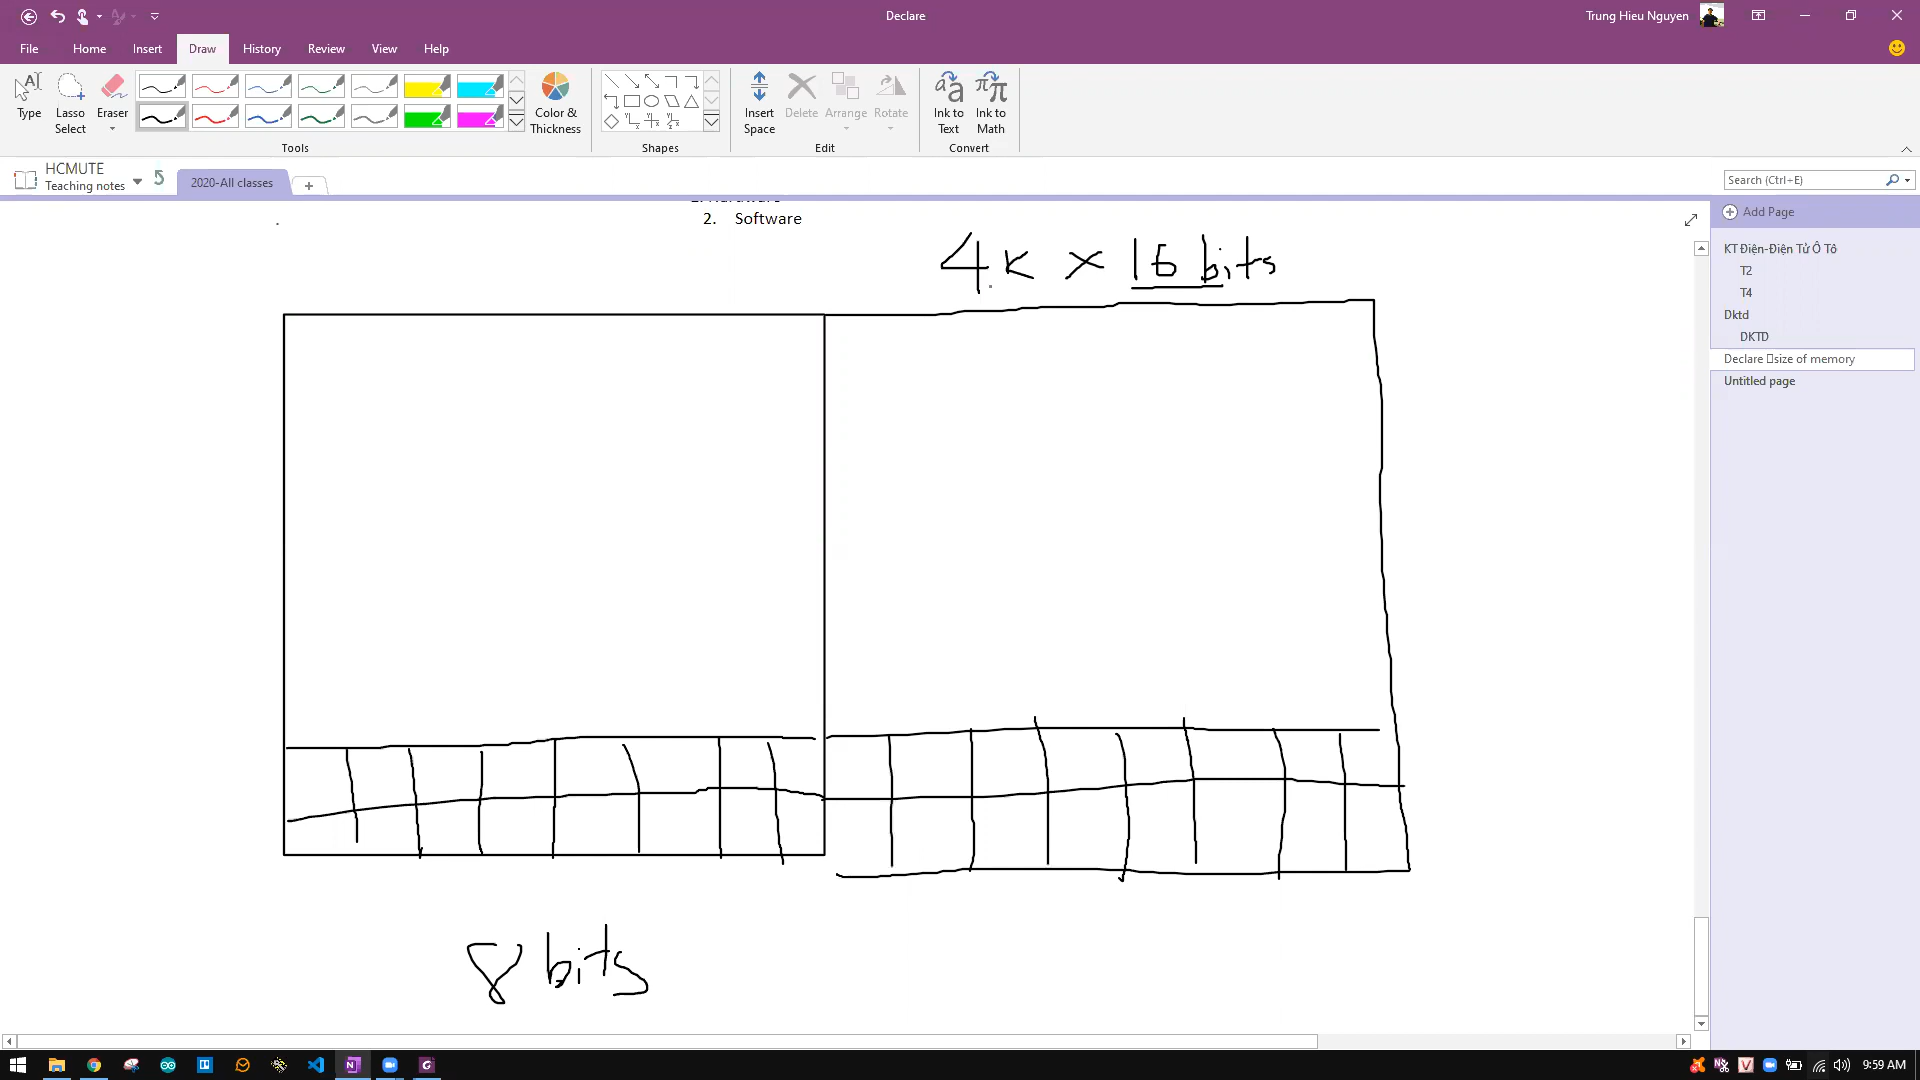 Declare
Trung Hieu Nguyen
File Home Insert Draw History Review View Help
Type
Lasso Select
Eraser
Color & Thickness
Insert Space
Delete
Arrange
Rotate
Ink to Text
Ink to Math
Tools
Shapes
Edit
Convert
HCMUTE
Teaching notes
2020-All classes
Search (Ctrl+E)
Add Page
KT Điện-Điện Tử Ô Tô
T2
T4
Dktd
DKTD
Declare size of memory
Untitled page
2. Software
4K x 16 bits
8 bits
9:59 AM